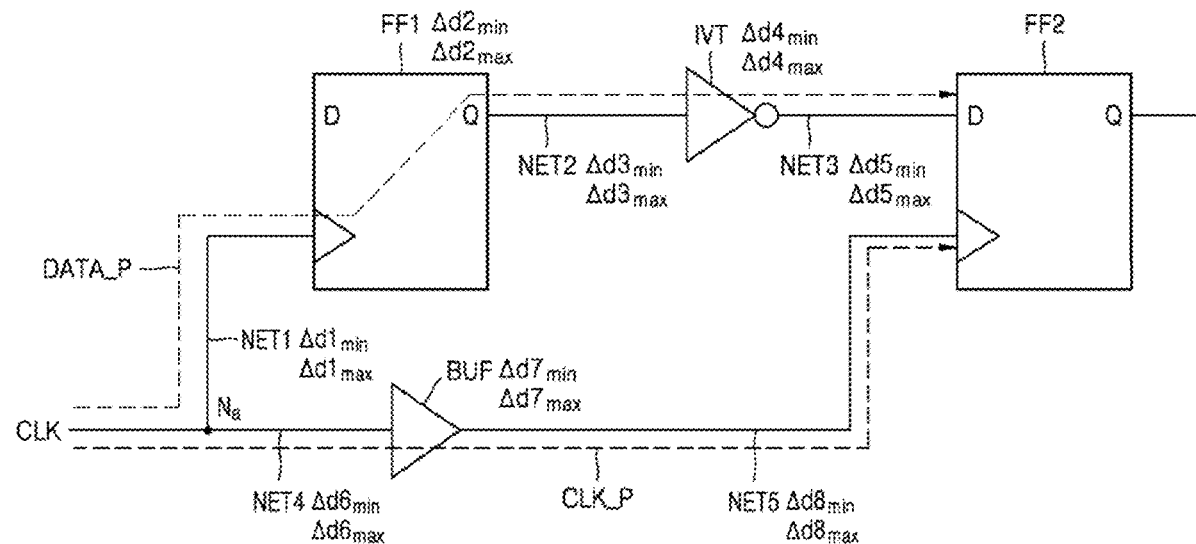 FF1 Δd2min
Δd2max
IVT Δd4min
Δd4max
FF2
D
Q
D
Q
NET2 Δd3min
Δd3max
NET3 Δd5min
Δd5max
DATA_P
NET1 Δd1min
Δd1max
BUF Δd7min
Δd7max
Na
CLK
CLK_P
NET4 Δd6min
Δd6max
NET5 Δd8min
Δd8max